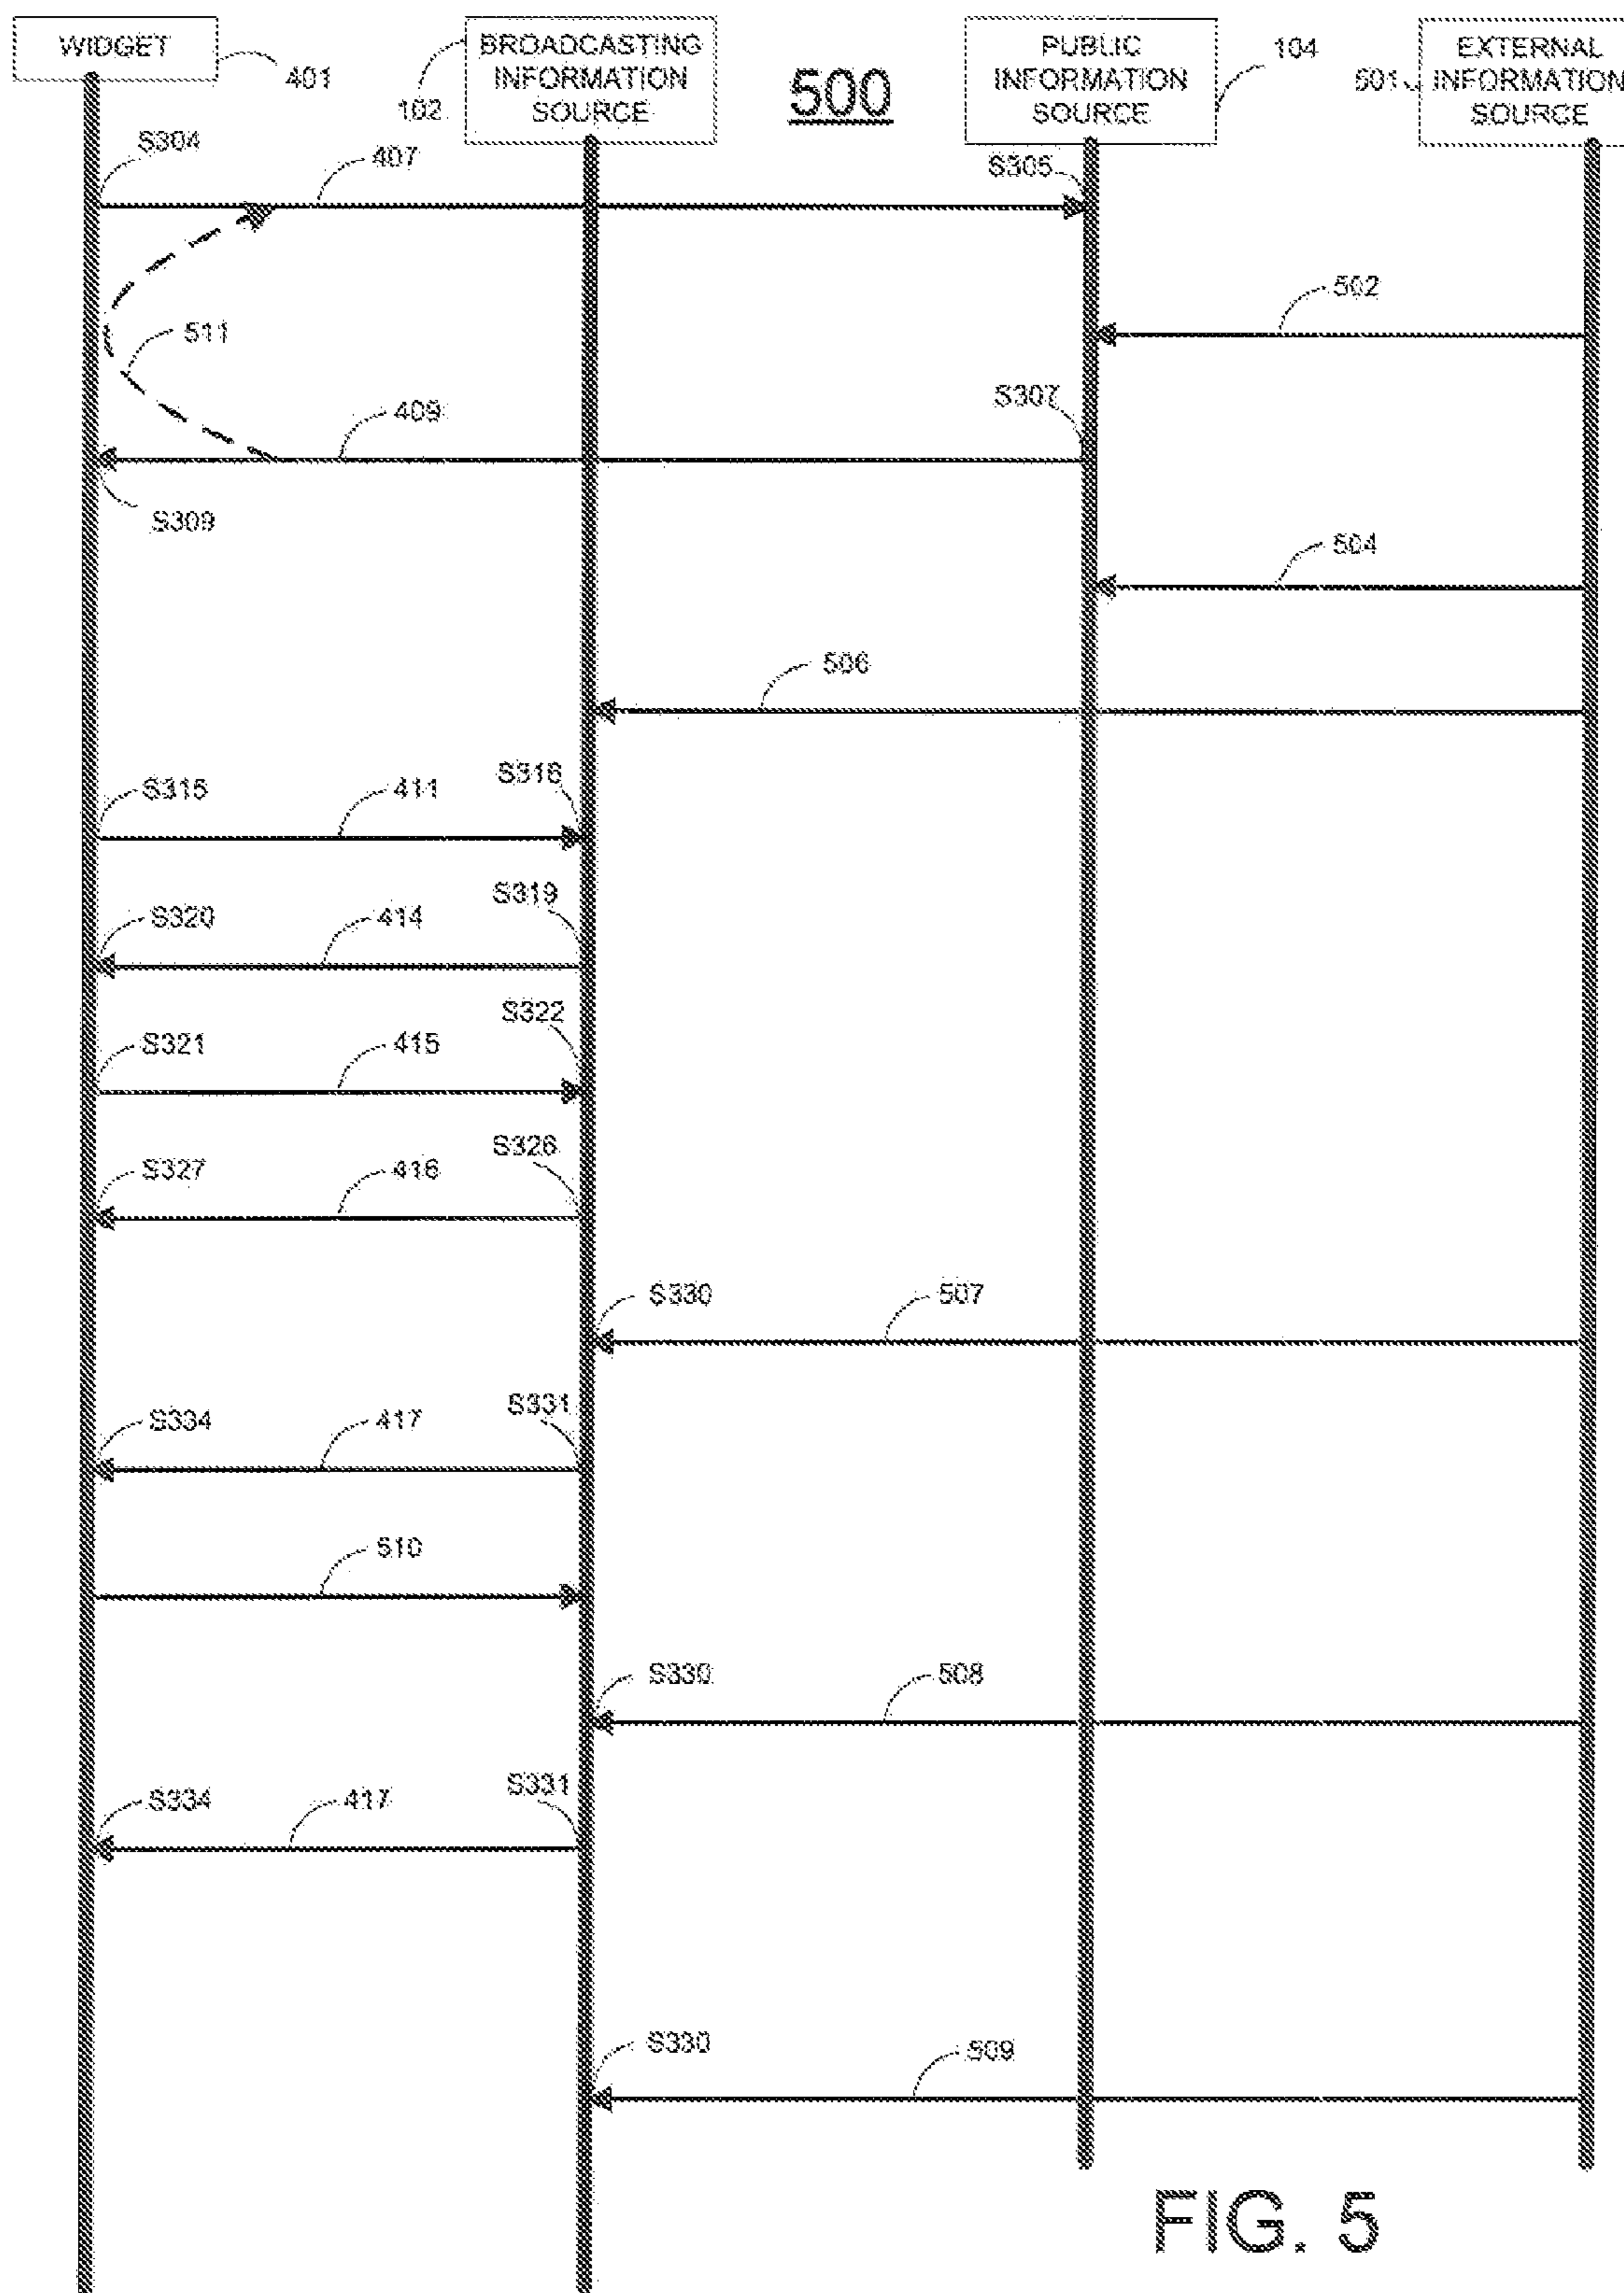 WIDGET
401
BROADCASTING
INFORMATION
SOURCE
102
500
PUBLIC
INFORMATION
SOURCE
104
EXTERNAL
INFORMATION
SOURCE
501
S304
407
S305
502
511
409
S307
S309
504
506
S315
411
S316
S320
414
S319
S321
415
S322
S327
416
S326
S330
507
S334
417
S331
510
S330
508
S334
417
S331
S330
509
FIG. 5